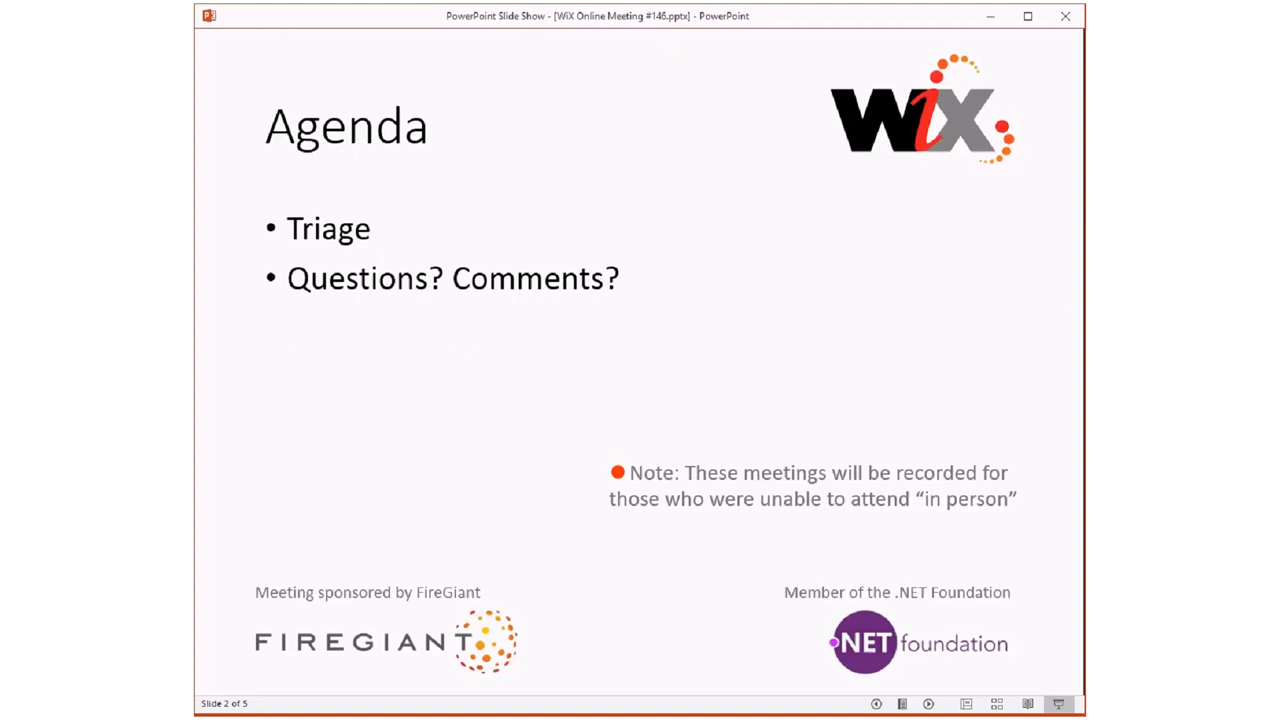 PowerPoint Slide Show - [WiX Online Meeting #146.pptx] - PowerPoint
WiX
Agenda
• Triage
• Questions? Comments?
Note: These meetings will be recorded for
those who were unable to attend “in person”
Meeting sponsored by FireGiant
FIREGIANT
Member of the .NET Foundation
.NET foundation
Slide 2 of 5